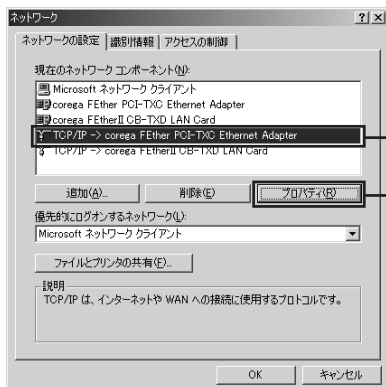 ネットワーク
ネットワークの設定 識別情報 アクセスの制御
現在のネットワーク コンポーネント(N):
Microsoft ネットワーク クライアント
corega FEther PCI-TXC Ethernet Adapter
corega FEtherII CB-TXD LAN Card
TCP/IP -> corega FEther PCI-TXC Ethernet Adapter
TCP/IP -> corega FEtherII CB-TXD LAN Card
追加(A)... 削除(E) プロパティ(R)
優先的にログオンするネットワーク(L):
Microsoft ネットワーク クライアント
ファイルとプリンタの共有(F)...
説明
TCP/IP は、インターネットや WAN への接続に使用するプロトコルです。
OK キャンセル